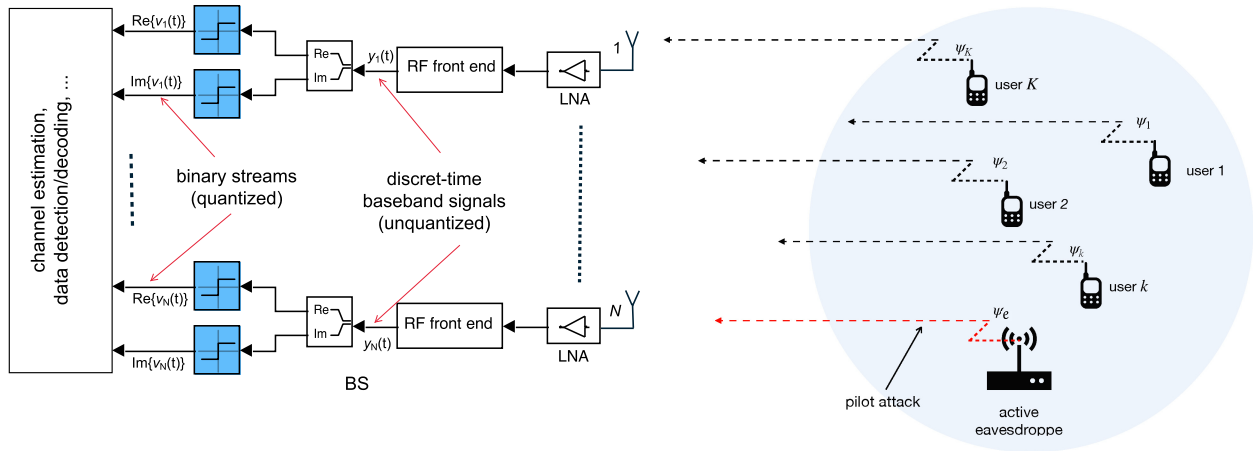 channel estimation,
data detection/decoding, ...
Re{v1(t)}
Im{v1(t)}
Re
Im
y1(t)
RF front end
LNA
1
binary streams
(quantized)
discret-time
baseband signals
(unquantized)
Re{vN(t)}
Im{vN(t)}
Re
Im
yN(t)
RF front end
LNA
N
BS
ψK
user K
ψ1
user 1
ψ2
user 2
ψk
user k
ψe
pilot attack
active
eavesdroppe